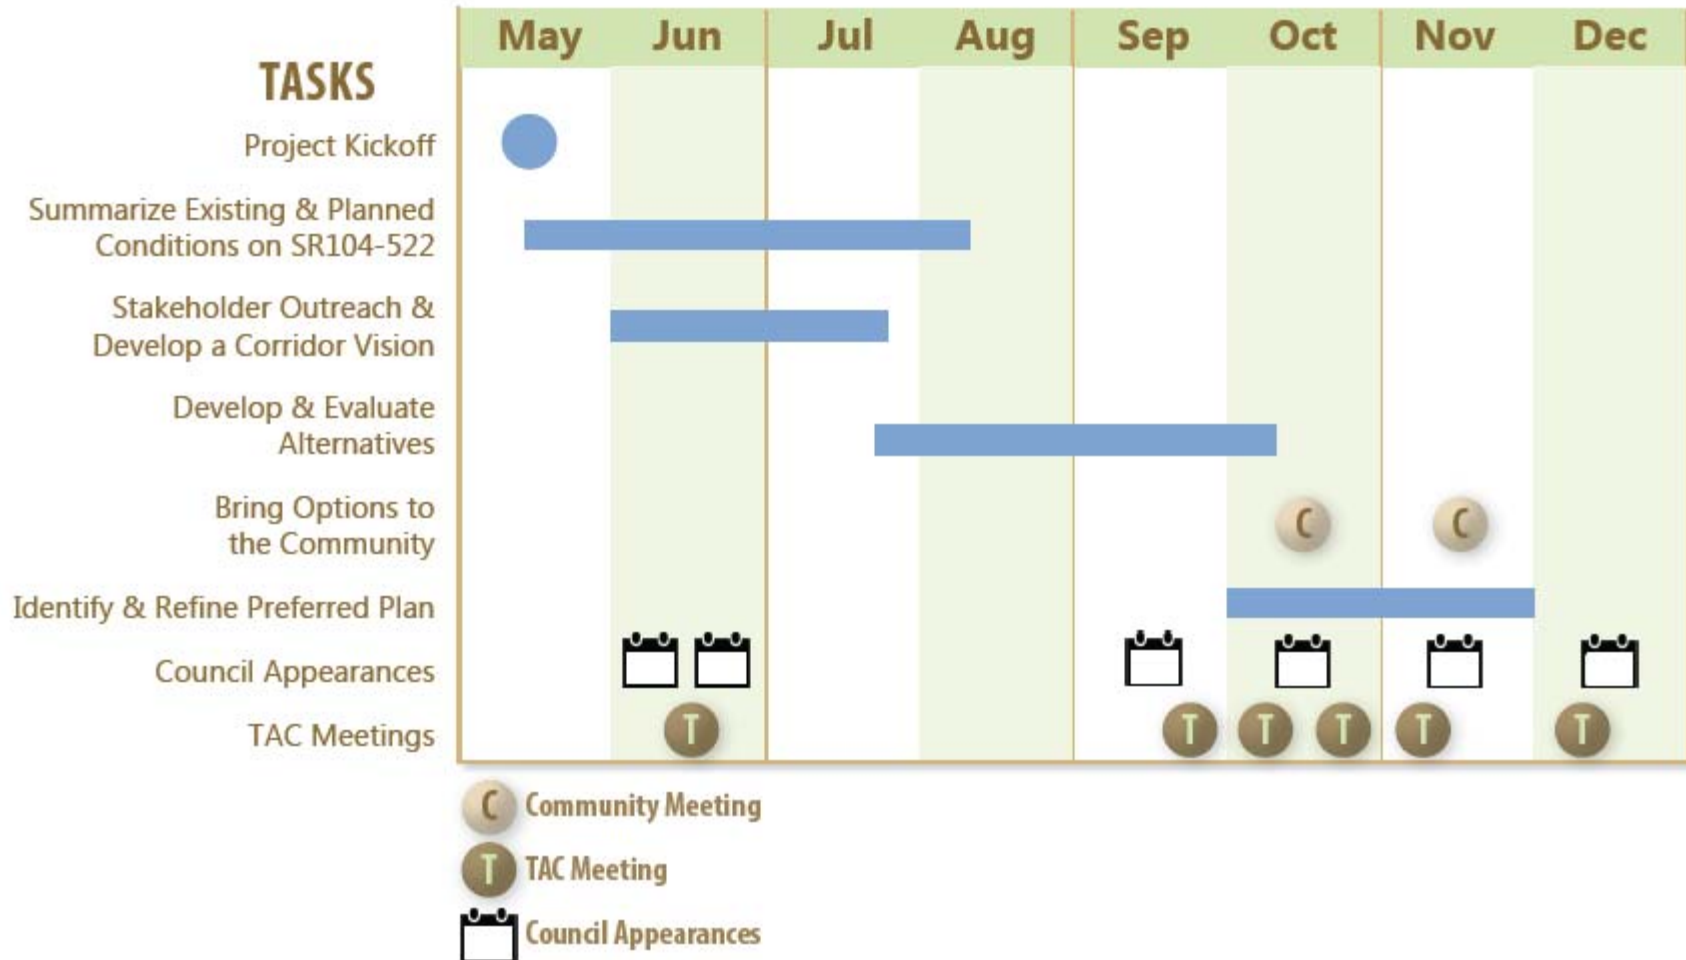 May Jun Jul Aug Sep Oct Nov Dec
TASKS
Project Kickoff
Summarize Existing & Planned
Conditions on SR104-522
Stakeholder Outreach &
Develop a Corridor Vision
Develop & Evaluate
Alternatives
Bring Options to
the Community
C C
Identify & Refine Preferred Plan
Council Appearances
TAC Meetings
T T T T T T
C Community Meeting
T TAC Meeting
Council Appearances